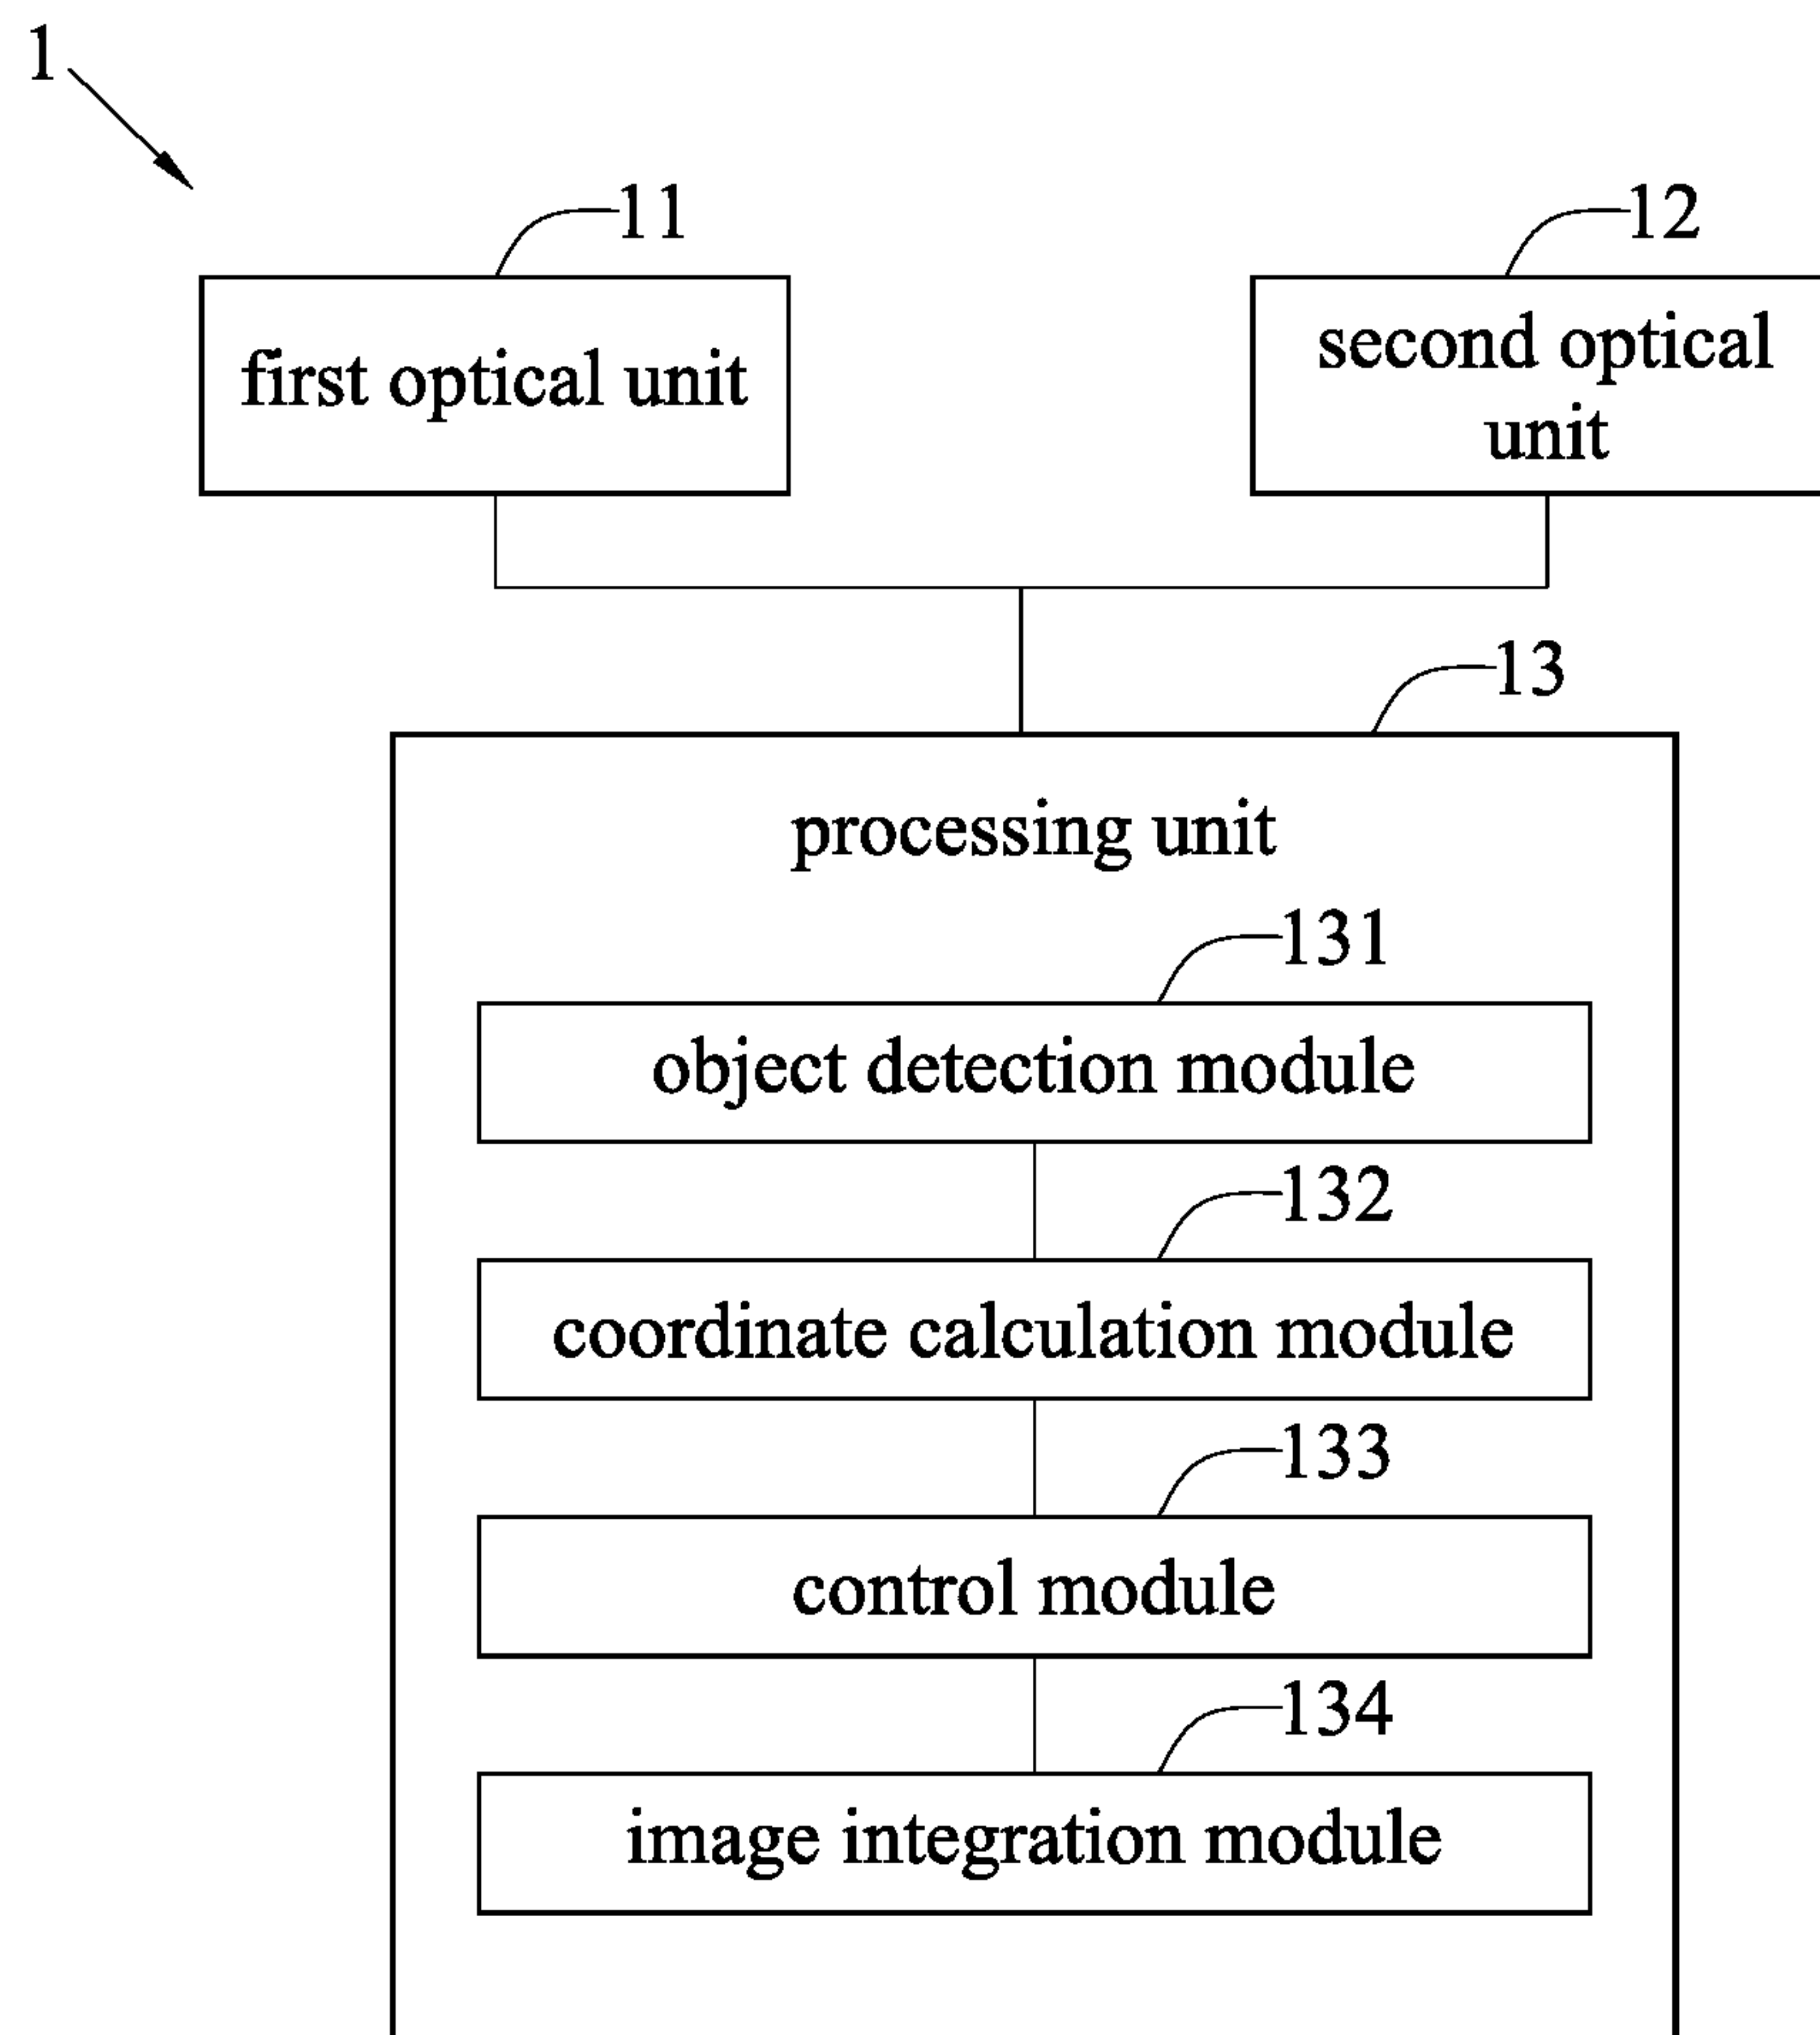 1
11
12
first optical unit
second optical
unit
13
processing unit
131
object detection module
132
coordinate calculation module
133
control module
134
image integration module